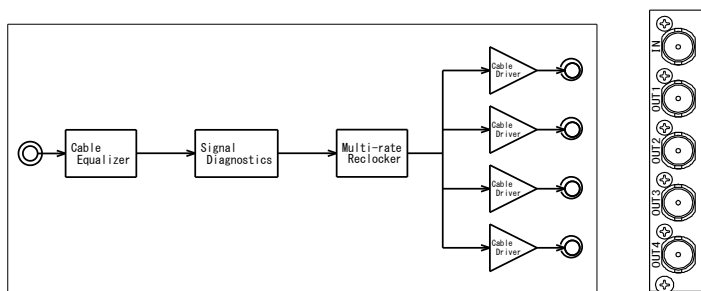 Cable
Equalizer
Signal
Diagnostics
Multi-rate
Reclocker
Cable
Driver
Cable
Driver
Cable
Driver
Cable
Driver
IN
OUT1
OUT2
OUT3
OUT4